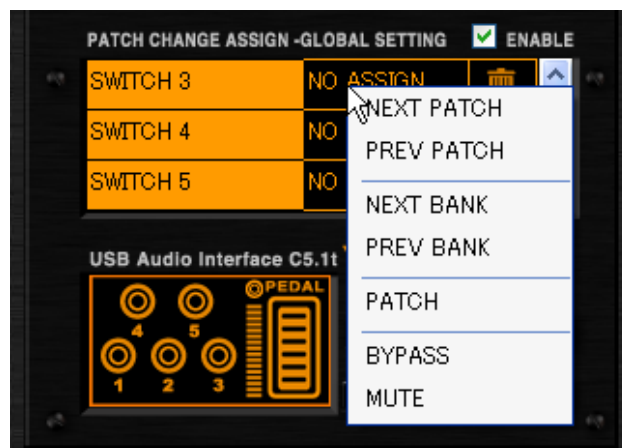 PATCH CHANGE ASSIGN -GLOBAL SETTING ENABLE
SWITCH 3 NO ASSIGN
SWITCH 4 NO
SWITCH 5 NO
NEXT PATCH
PREV PATCH
NEXT BANK
PREV BANK
PATCH
BYPASS
MUTE
USB Audio Interface C5.1t
PEDAL
4 5
1 2 3